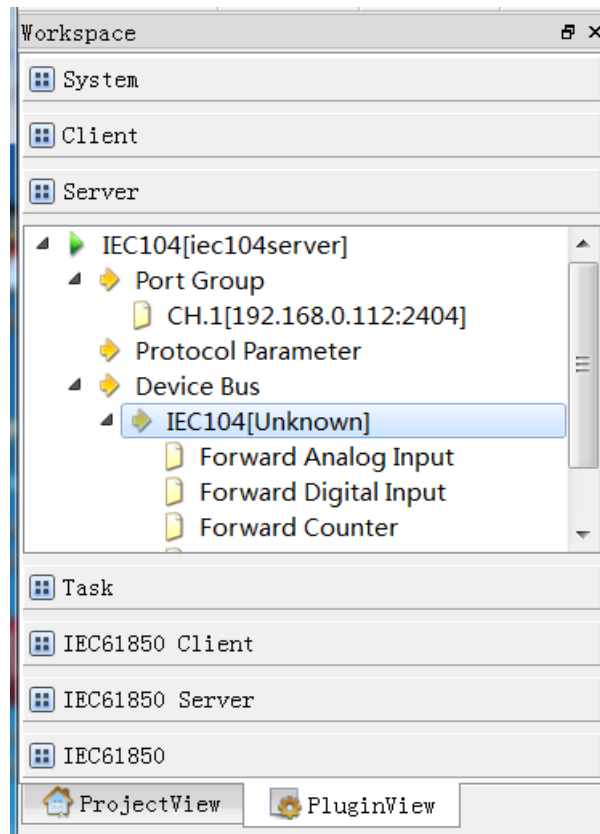 Workspace
System
Client
Server
IEC104[iec104server]
Port Group
CH.1[192.168.0.112:2404]
Protocol Parameter
Device Bus
IEC104[Unknown]
Forward Analog Input
Forward Digital Input
Forward Counter
Task
IEC61850 Client
IEC61850 Server
IEC61850
ProjectView PluginView